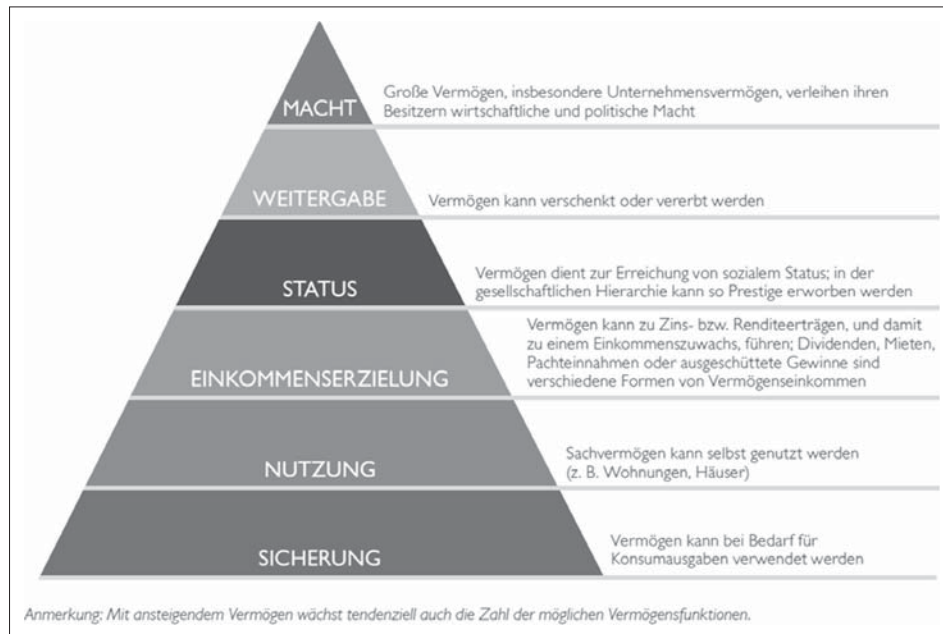 MACHT
Große Vermögen, insbesondere Unternehmensvermögen, verleihen ihren
Besitzern wirtschaftliche und politische Macht
WEITERGABE
Vermögen kann verschenkt oder vererbt werden
STATUS
Vermögen dient zur Erreichung von sozialem Status; in der
gesellschaftlichen Hierarchie kann so Prestige erworben werden
EINKOMMENSERZIELUNG
Vermögen kann zu Zins- bzw. Renditeerträgen, und damit
zu einem Einkommenszuwachs, führen; Dividenden, Mieten,
Pachteinnahmen oder ausgeschüttete Gewinne sind
verschiedene Formen von Vermögenseinkommen
NUTZUNG
Sachvermögen kann selbst genutzt werden
(z. B. Wohnungen, Häuser)
SICHERUNG
Vermögen kann bei Bedarf für
Konsumausgaben verwendet werden
Anmerkung: Mit ansteigendem Vermögen wächst tendenziell auch die Zahl der möglichen Vermögensfunktionen.